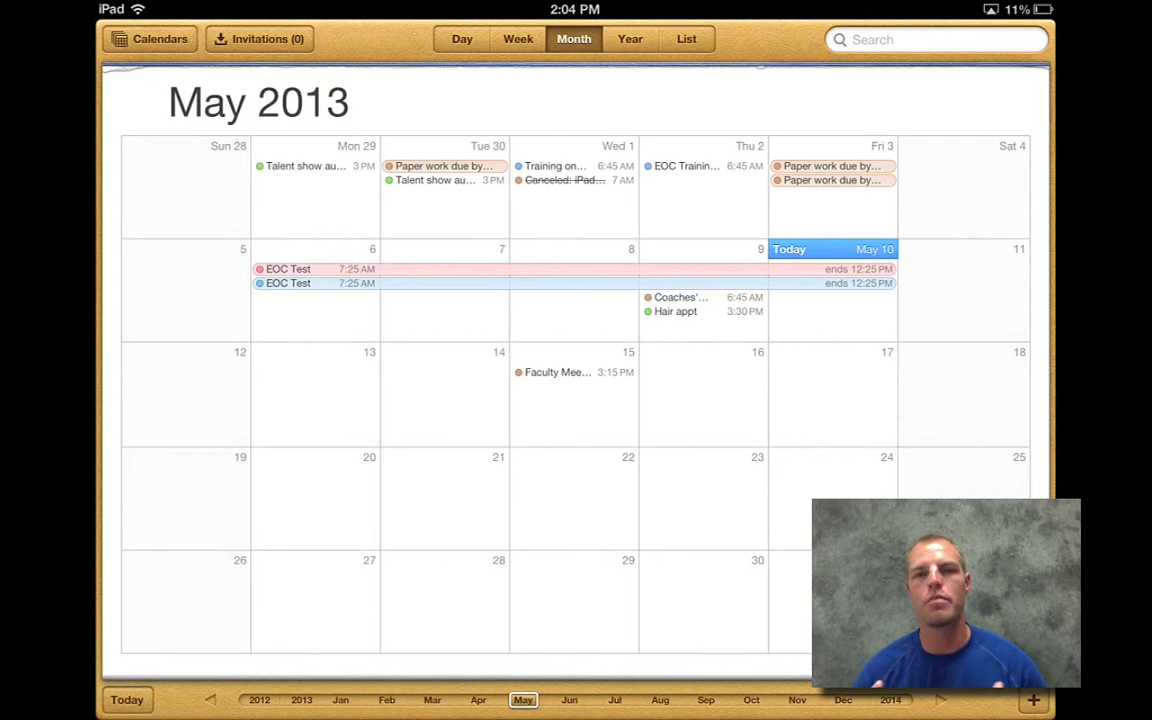 iPad 2:04 PM 11%
Calendars Invitations (0) Day Week Month Year List Search
May 2013
Sun 28 Mon 29 Tue 30 Wed 1 Thu 2 Fri 3 Sat 4
Talent show au... 3 PM Paper work due by... Training on... 6:45 AM EOC Trainin... 6:45 AM Paper work due by...
Talent show au... 3 PM Canceled: iPad... 7 AM Paper work due by...
5 6 7 8 9 Today May 10 11
EOC Test 7:25 AM ends 12:25 PM
EOC Test 7:25 AM ends 12:25 PM
Coaches'... 6:45 AM
Hair appt 3:30 PM
12 13 14 15 16 17 18
Faculty Mee... 3:15 PM
19 20 21 22 23 24 25
26 27 28 29 30
Today 2012 2013 Jan Feb Mar Apr May Jun Jul Aug Sep Oct Nov Dec 2014 +